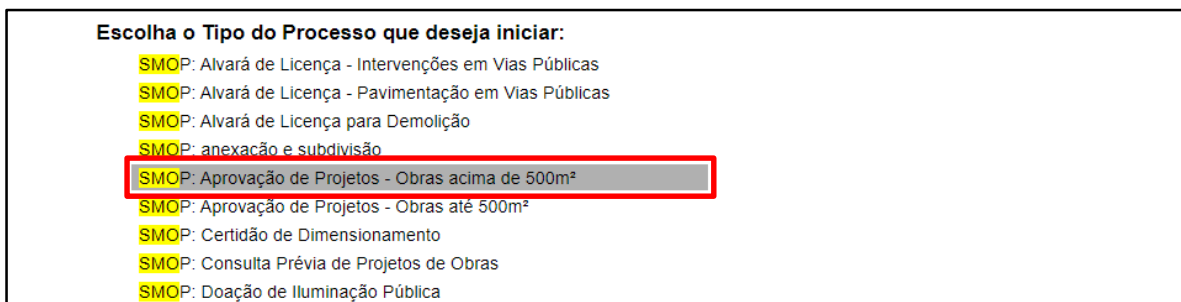 Escolha o Tipo do Processo que deseja iniciar:
SMOP: Alvará de Licença - Intervenções em Vias Públicas
SMOP: Alvará de Licença - Pavimentação em Vias Públicas
SMOP: Alvará de Licença para Demolição
SMOP: anexação e subdivisão
SMOP: Aprovação de Projetos - Obras acima de 500m²
SMOP: Aprovação de Projetos - Obras até 500m²
SMOP: Certidão de Dimensionamento
SMOP: Consulta Prévia de Projetos de Obras
SMOP: Doação de Iluminação Pública